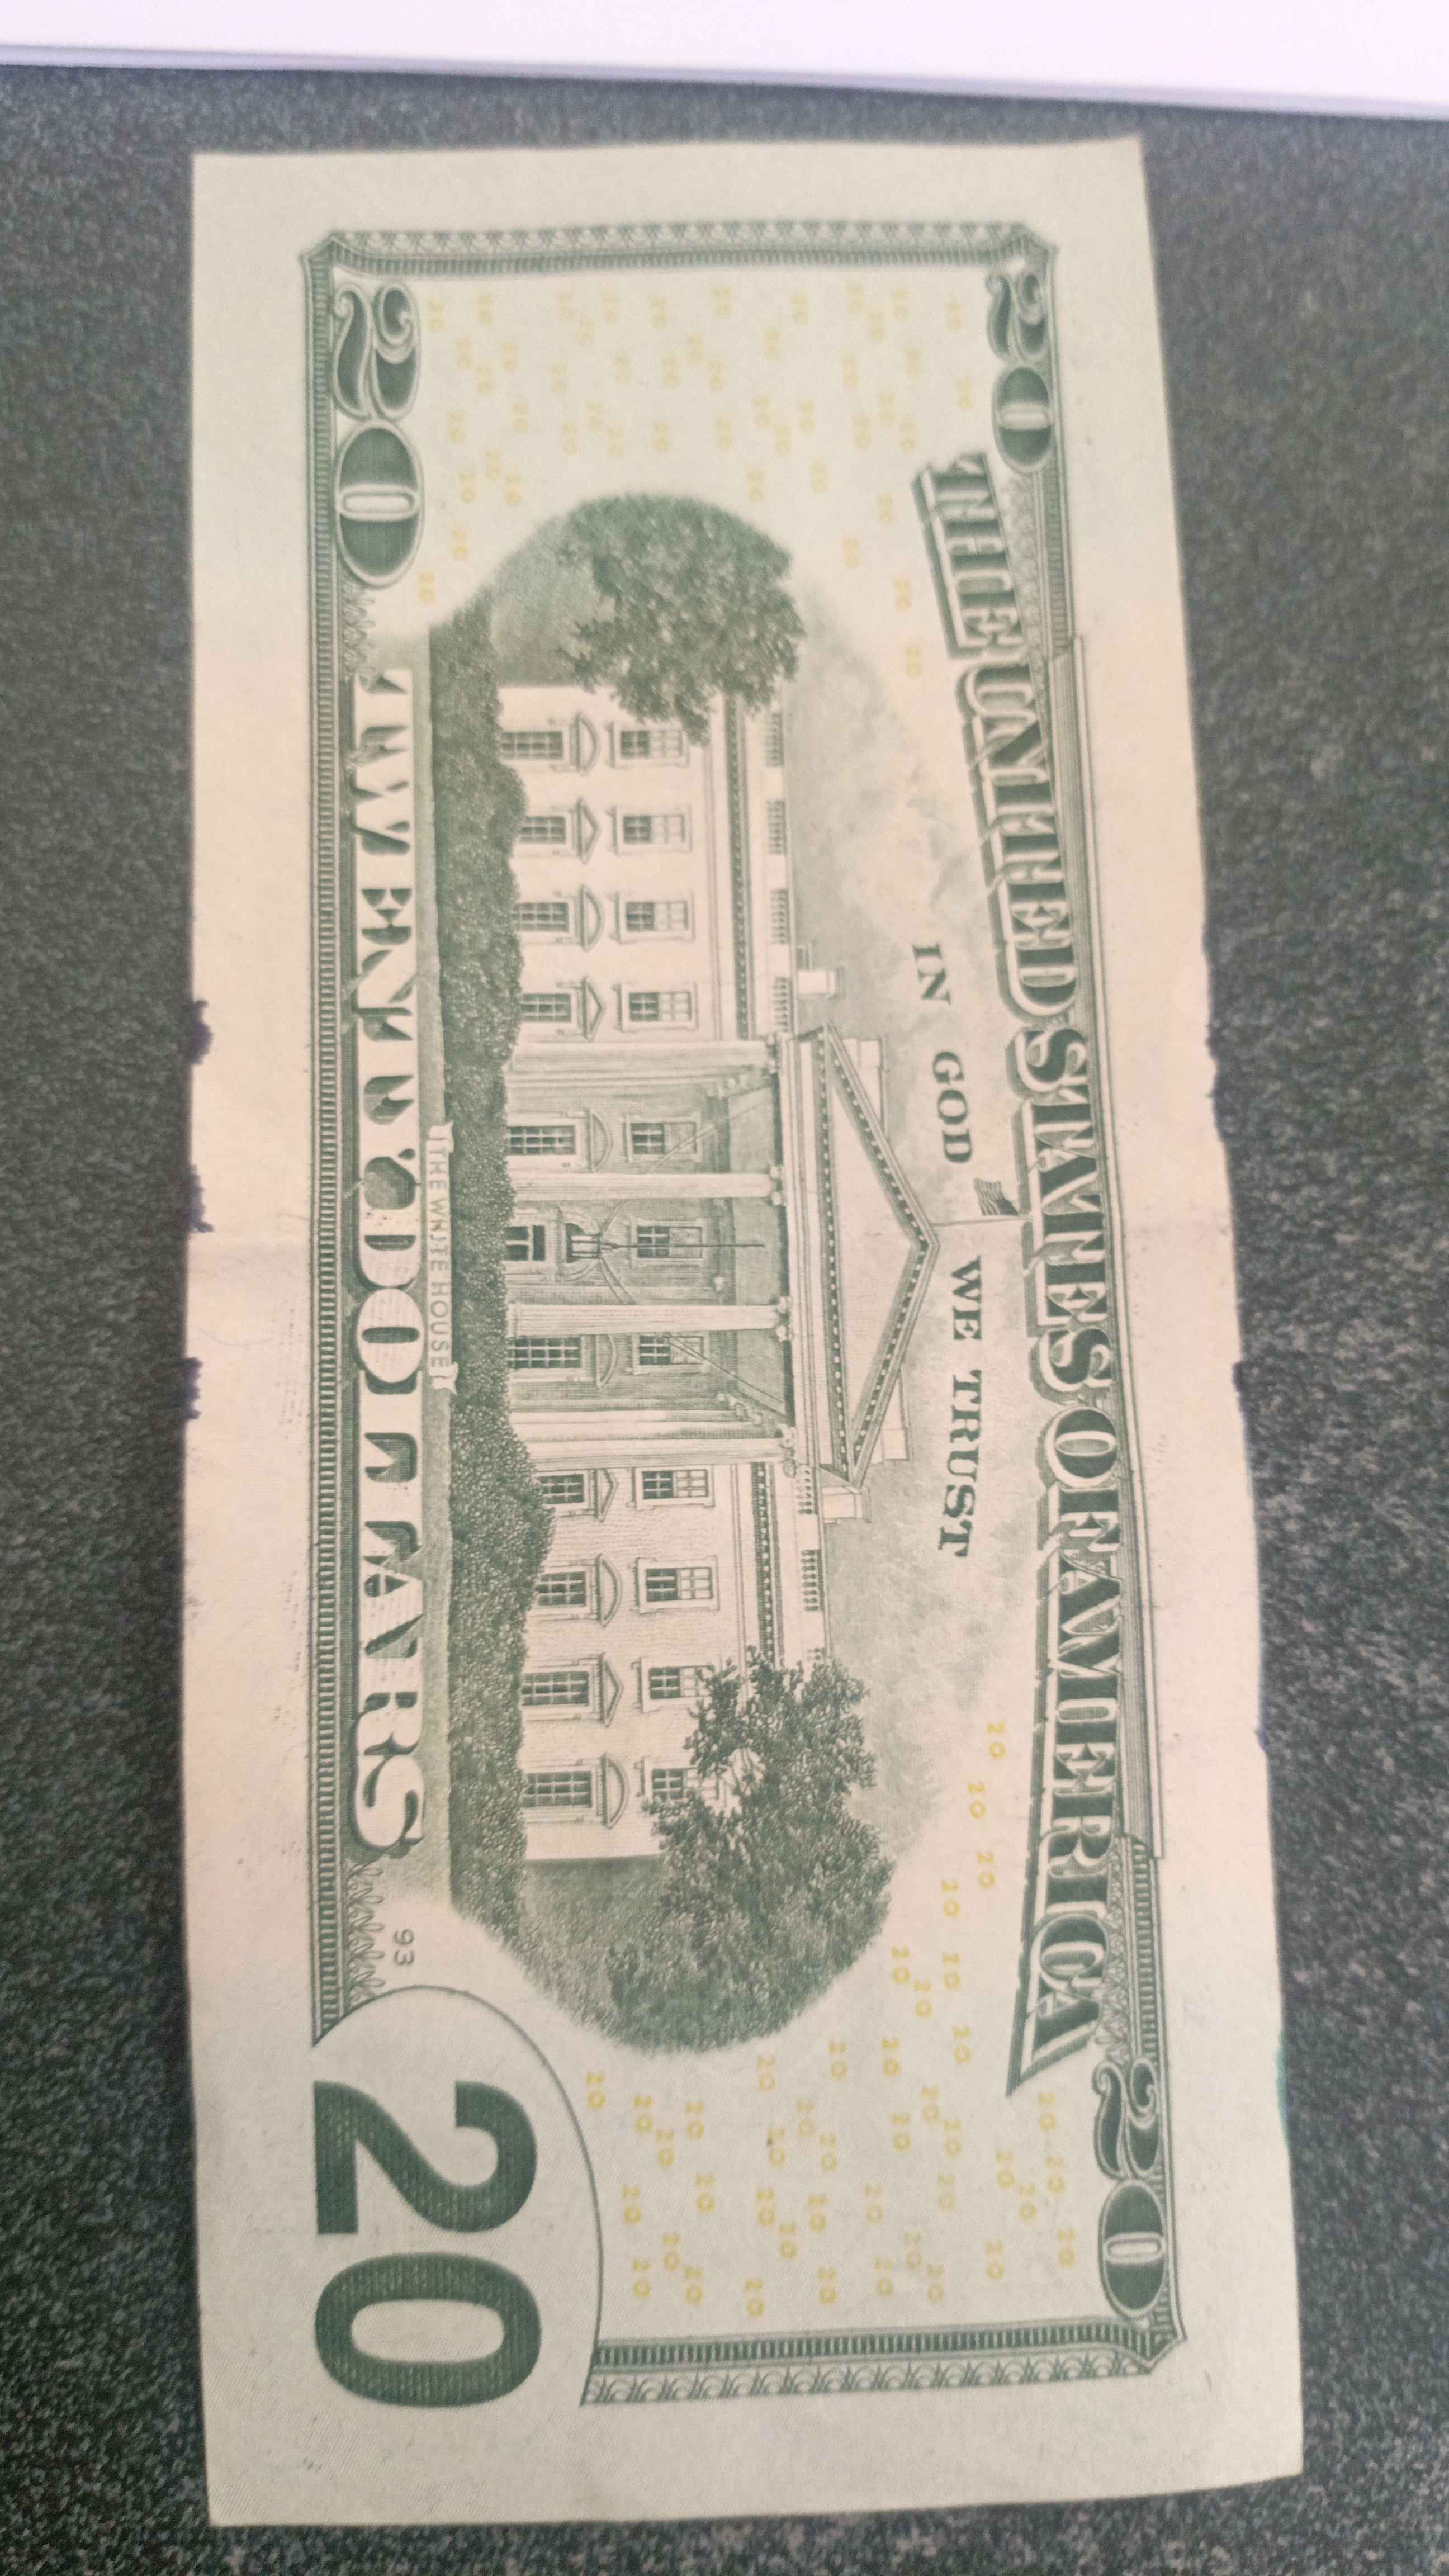 THE UNITED STATES OF AMERICA
20
20
IN GOD WE TRUST
THE WHITE HOUSE
TWENTY DOLLARS
93
20
20